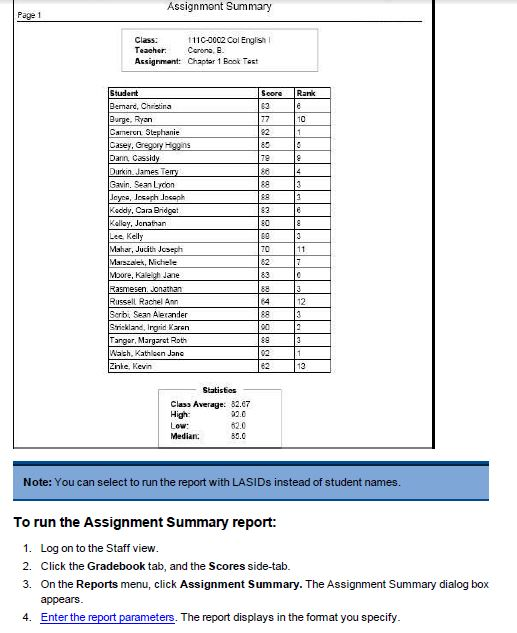 Assignment Summary
Page 1
Class: 111C-0002 Col English I
Teacher: Cerone, B.
Assignment: Chapter 1 Book Test
Student Score Rank
Bernard, Christina 83 6
Burge, Ryan 77 10
Cameron, Stephanie 92 1
Casey, Gregory Higgins 85 5
Darin, Cassidy 79 9
Durkin, James Terry 86 4
Gavin, Sean Lydon 88 3
Joyce, Joseph Joseph 88 3
Keddy, Cara Bridget 83 6
Kelley, Jonathan 80 8
Lee, Kelly 88 3
Mahar, Judith Joseph 70 11
Marszalek, Michelle 82 7
Moore, Kaleigh Jane 83 6
Rasmesen, Jonathan 88 3
Russell, Rachel Ann 64 12
Scribi, Sean Alexander 88 3
Strickland, Ingrid Karen 90 2
Tanger, Margaret Roth 88 3
Walsh, Kathleen Jane 92 1
Zinke, Kevin 62 13
Statistics
Class Average: 82.67
High: 92.0
Low: 62.0
Median: 85.0
Note: You can select to run the report with LASIDs instead of student names.
To run the Assignment Summary report:
1. Log on to the Staff view.
2. Click the Gradebook tab, and the Scores side-tab.
3. On the Reports menu, click Assignment Summary. The Assignment Summary dialog box
appears.
4. Enter the report parameters. The report displays in the format you specify.